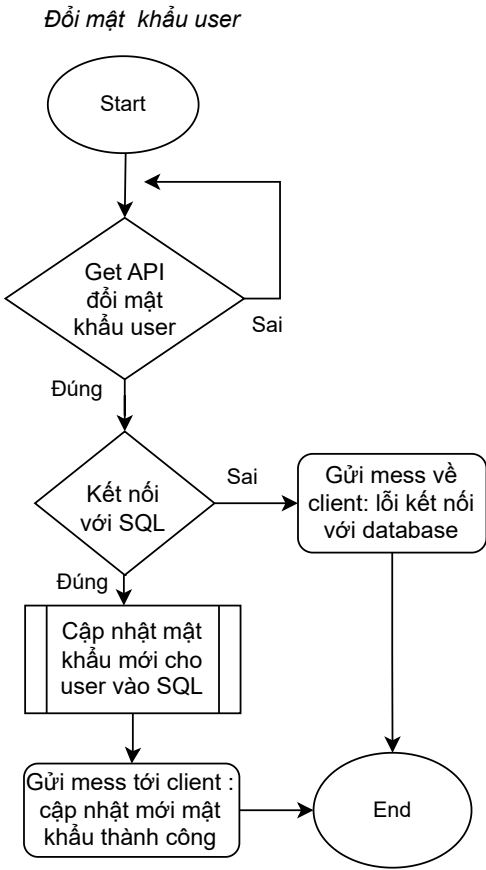 Đổi mật khẩu user
Start
Get API
đổi mật
khẩu user
Sai
Đúng
Kết nối
với SQL
Sai
Gửi mess về
client: lỗi kết nối
với database
Đúng
Cập nhật mật
khẩu mới cho
user vào SQL
Gửi mess tới client :
cập nhật mới mật
khẩu thành công
End